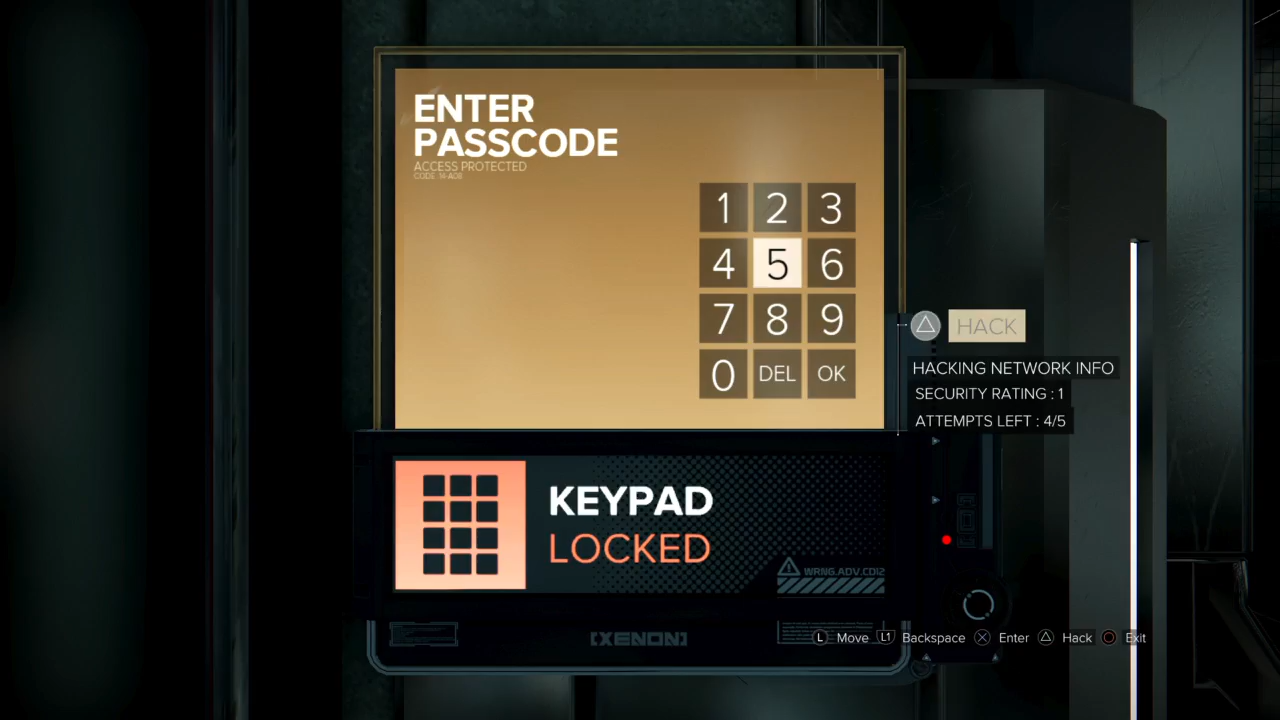 ENTER
PASSCODE
ACCESS PROTECTED
1 2 3
4 5 6
7 8 9
0 DEL OK
HACK
HACKING NETWORK INFO
SECURITY RATING : 1
ATTEMPTS LEFT : 4/5
KEYPAD
LOCKED
WRNG.ADV.CD12
[XENON]
L Move L1 Backspace Enter Hack Exit